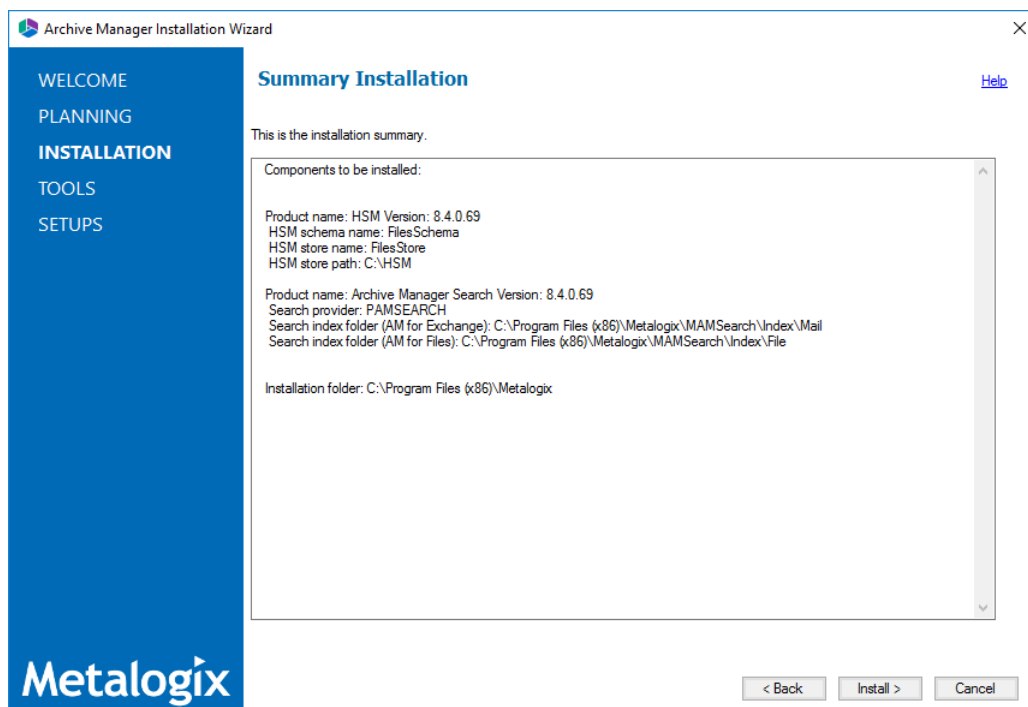 Archive Manager Installation Wizard
WELCOME
PLANNING
INSTALLATION
TOOLS
SETUPS
Metalogix
Summary Installation
Help
This is the installation summary.
Components to be installed:
Product name: HSM Version: 8.4.0.69
HSM schema name: FilesSchema
HSM store name: FilesStore
HSM store path: C:\HSM
Product name: Archive Manager Search Version: 8.4.0.69
Search provider: PAMSEARCH
Search index folder (AM for Exchange): C:\Program Files (x86)\Metalogix\MAMSearch\Index\Mail
Search index folder (AM for Files): C:\Program Files (x86)\Metalogix\MAMSearch\Index\File
Installation folder: C:\Program Files (x86)\Metalogix
< Back
Install >
Cancel